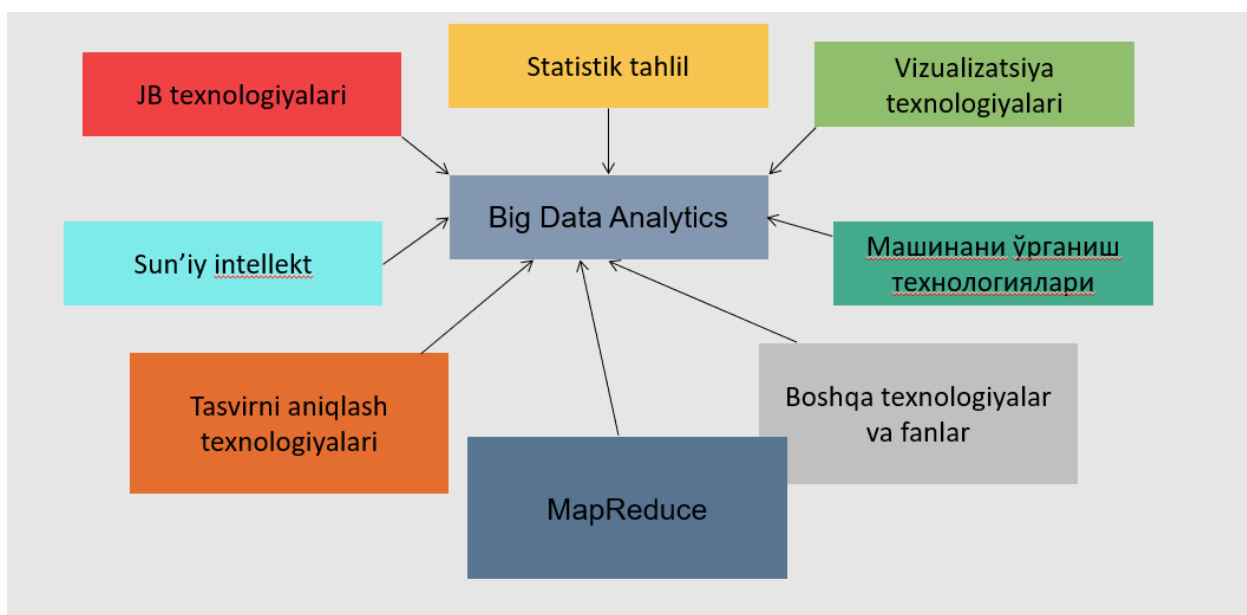 JB texnologiyalari
Statistik tahlil
Vizualizatsiya
texnologiyalari
Big Data Analytics
Sun’iy intellekt
Машинани ўрганиш
технологиялари
Tasvirni aniqlash
texnologiyalari
Boshqa texnologiyalar
va fanlar
MapReduce